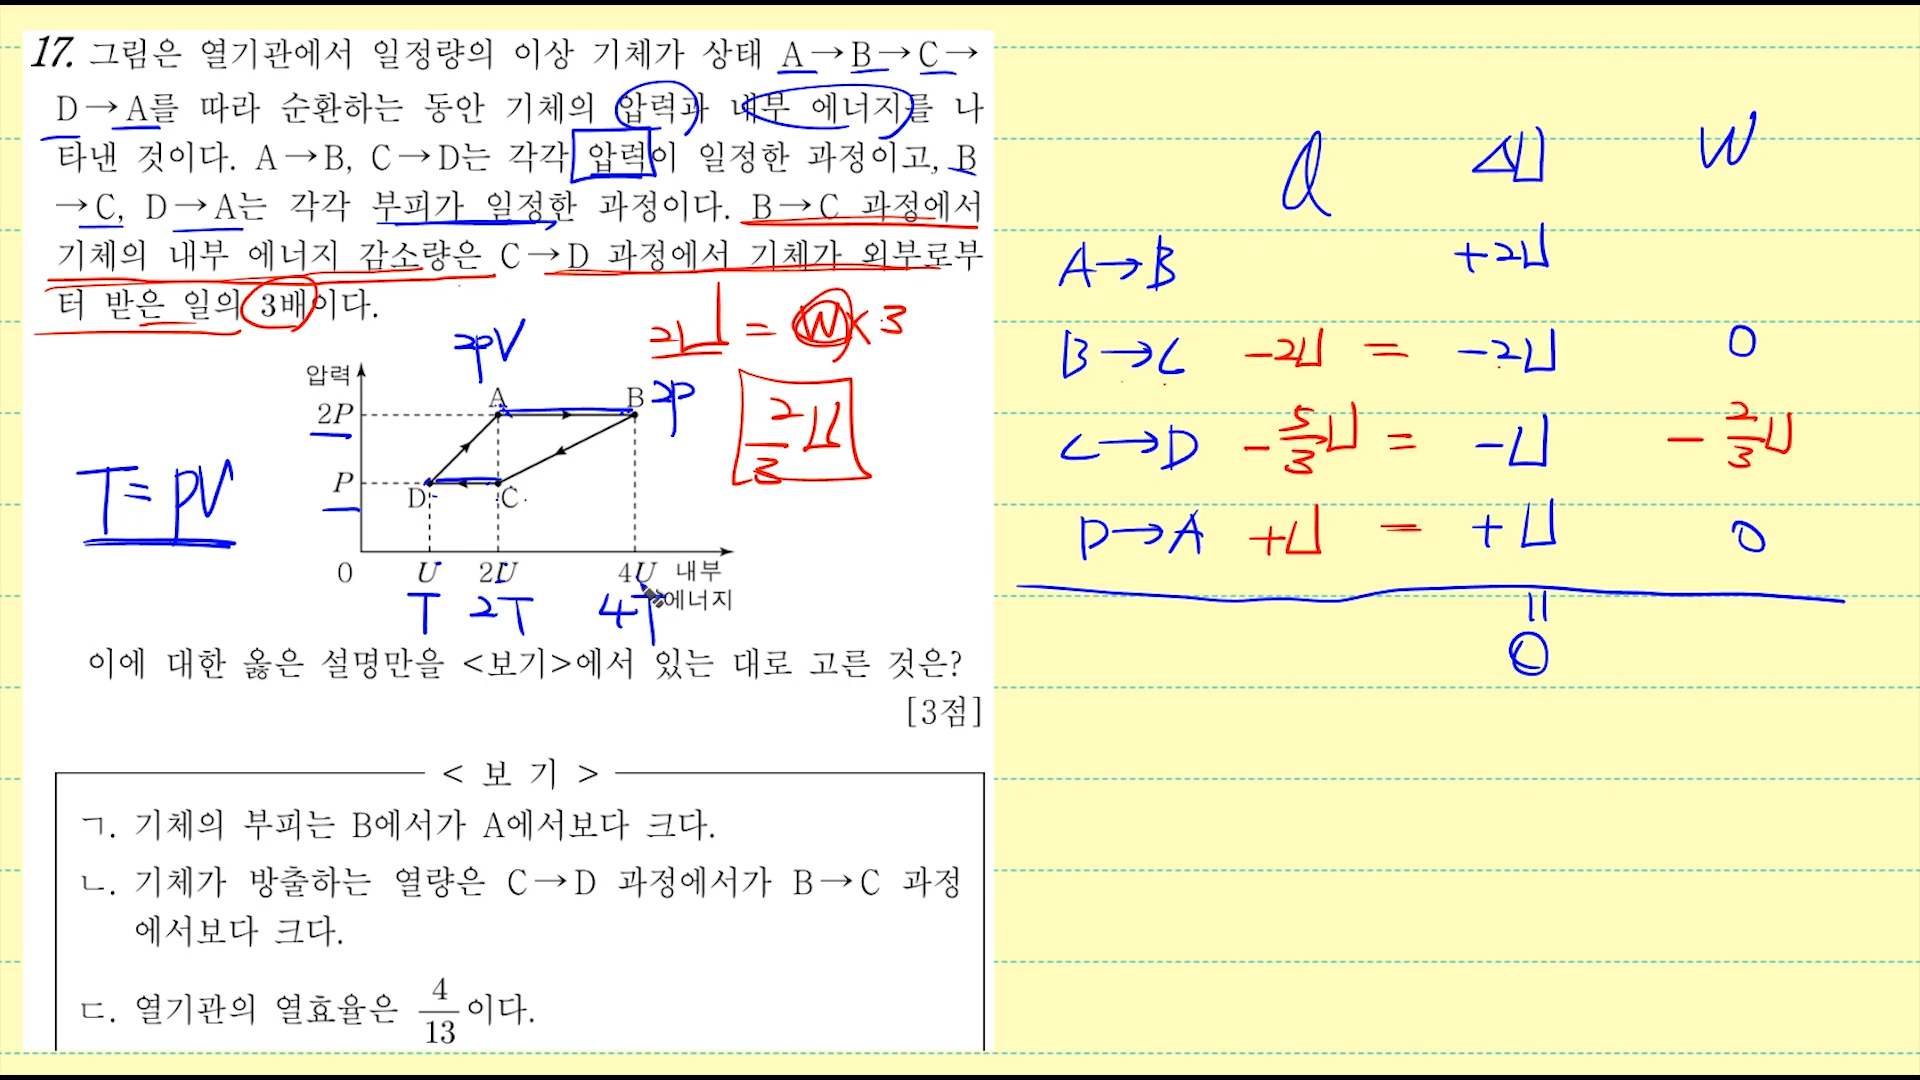 17. 그림은 열기관에서 일정량의 이상 기체가 상태 A→B→C→
D→A를 따라 순환하는 동안 기체의 압력과 내부 에너지를 나
타낸 것이다. A→B, C→D는 각각 압력이 일정한 과정이고, B
→C, D→A는 각각 부피가 일정한 과정이다. B→C 과정에서
기체의 내부 에너지 감소량은 C→D 과정에서 기체가 외부로부
터 받은 일의 3배이다.
2U = W×3
2/3 U
2pV
2p
압력
2P
P
A
B
C
D
0
U
2U
4U
내부
에너지
T
2T
4T
T=pV
이에 대한 옳은 설명만을 <보기>에서 있는 대로 고른 것은?
[3점]
<보 기>
ㄱ. 기체의 부피는 B에서가 A에서보다 크다.
ㄴ. 기체가 방출하는 열량은 C→D 과정에서가 B→C 과정
에서보다 크다.
ㄷ. 열기관의 열효율은 4/13이다.
Q ΔU W
A→B +2U
B→C -2U = -2U 0
C→D -5/3 U = -U -2/3 U
D→A +U = +U 0
=
0